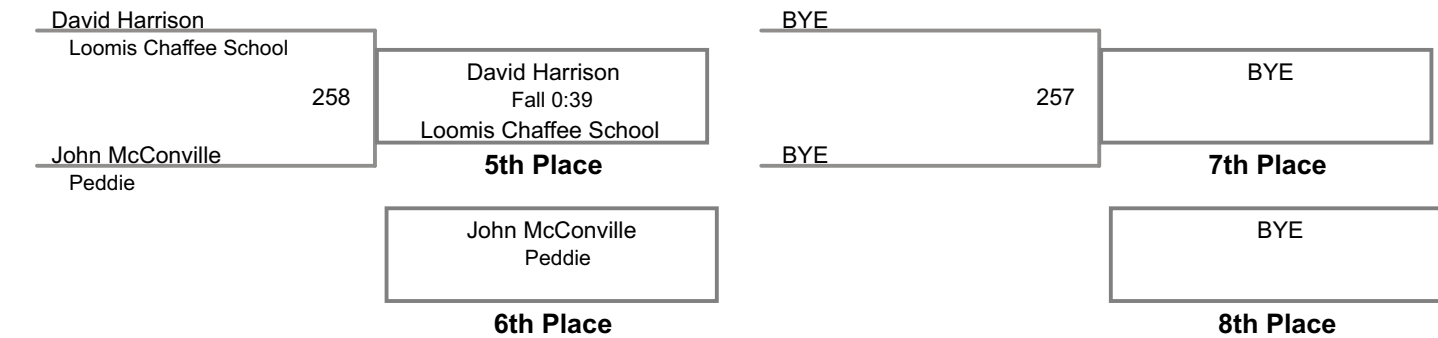 David Harrison
Loomis Chaffee School
258
John McConville
Peddie
David Harrison
Fall 0:39
Loomis Chaffee School
5th Place
John McConville
Peddie
6th Place
BYE
257
BYE
BYE
7th Place
BYE
8th Place